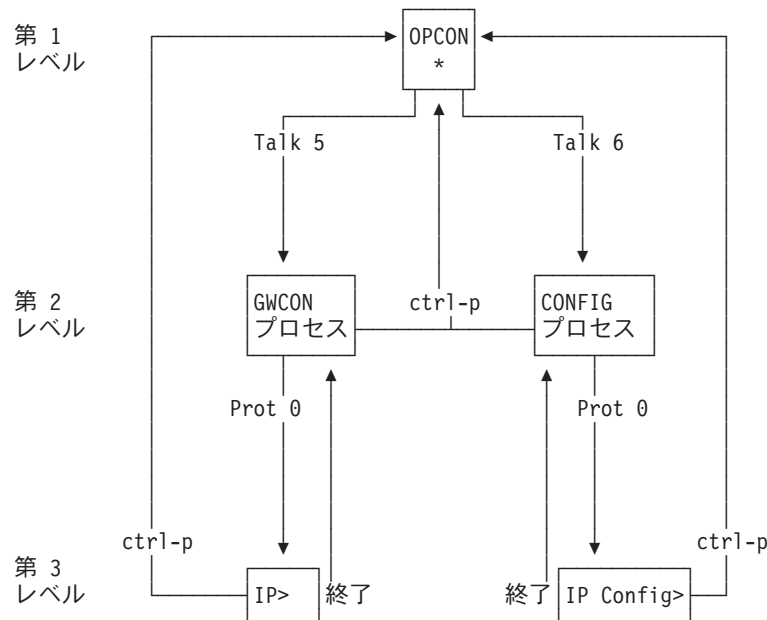 第 1
レベル
OPCON
*
Talk 5
Talk 6
第 2
レベル
GWCON
プロセス
ctrl-p
CONFIG
プロセス
Prot 0
Prot 0
ctrl-p
ctrl-p
第 3
レベル
IP>
終了
終了
IP Config>